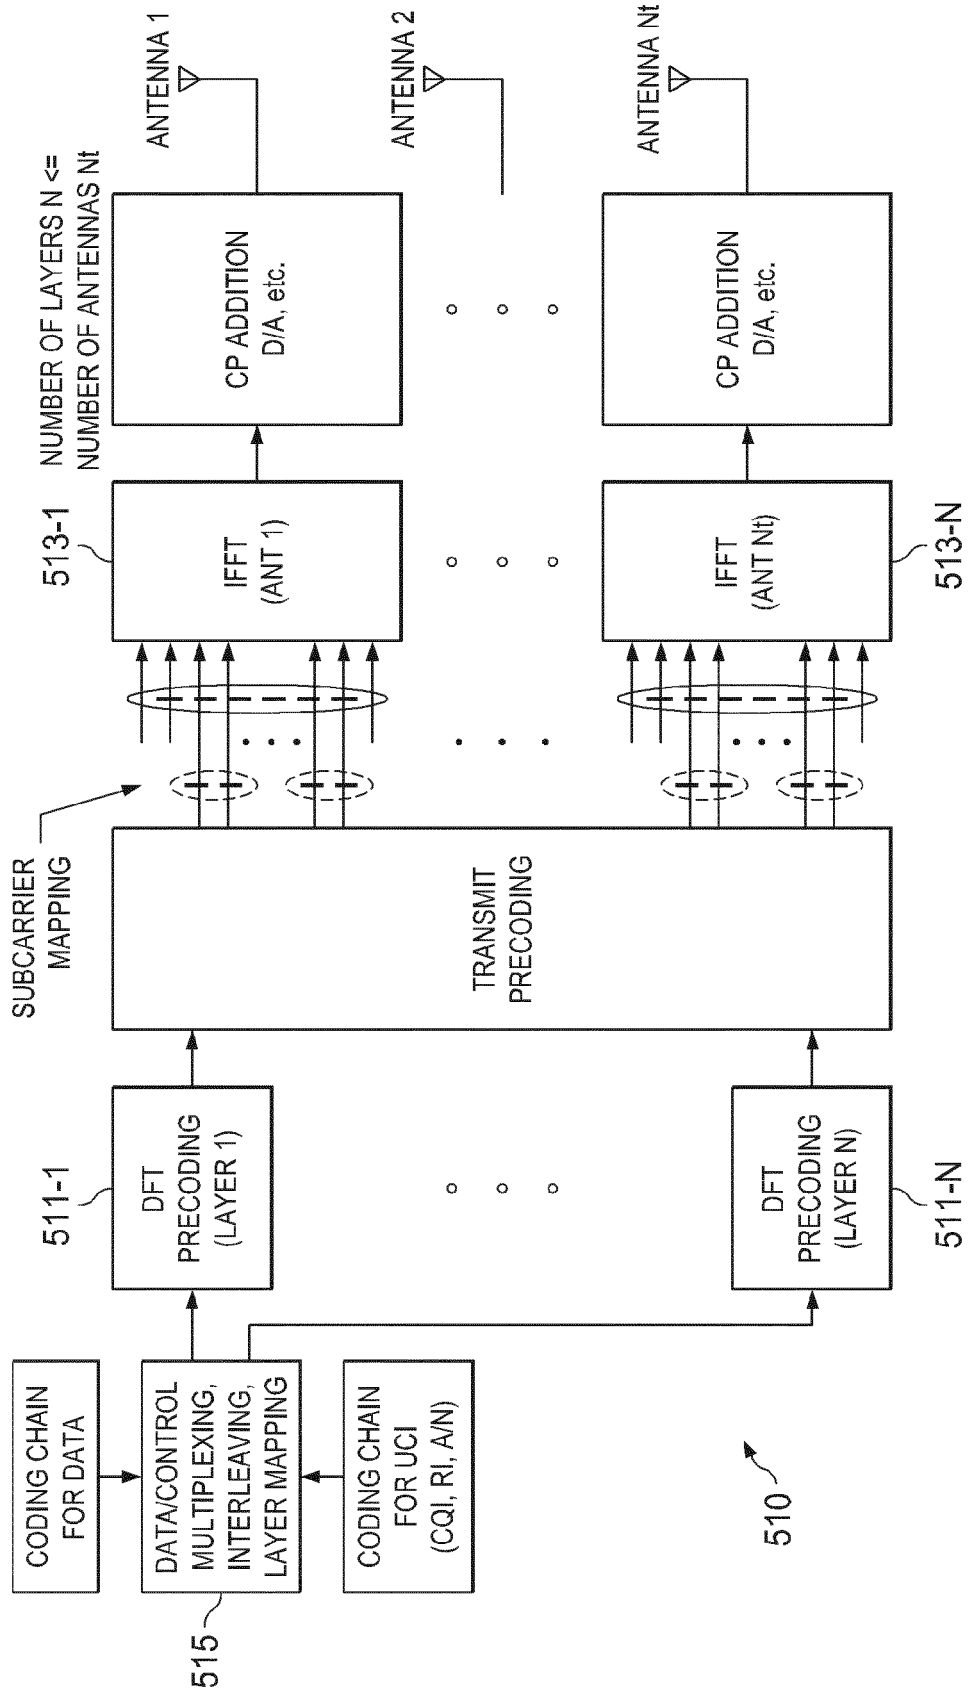 CODING CHAIN
FOR DATA
DATA/CONTROL
MULTIPLEXING,
INTERLEAVING,
LAYER MAPPING
515
CODING CHAIN
FOR UCI
(CQI, RI, A/N)
510
511-1
DFT
PRECODING
(LAYER 1)
DFT
PRECODING
(LAYER N)
511-N
SUBCARRIER
MAPPING
TRANSMIT
PRECODING
513-1
IFFT
(ANT 1)
IFFT
(ANT Nt)
513-N
NUMBER OF LAYERS N <=
NUMBER OF ANTENNAS Nt
CP ADDITION
D/A, etc.
CP ADDITION
D/A, etc.
ANTENNA 1
ANTENNA 2
ANTENNA Nt